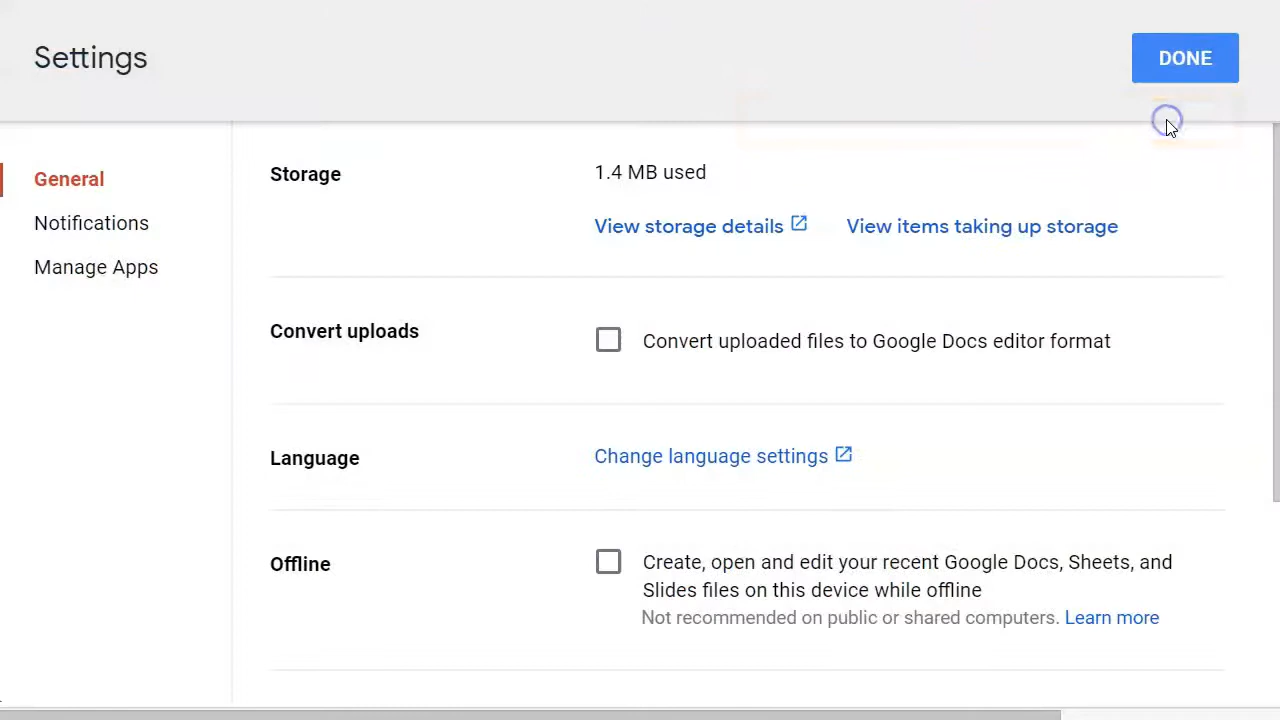 Settings
DONE
General
Notifications
Manage Apps
Storage
1.4 MB used
View storage details
View items taking up storage
Convert uploads
Convert uploaded files to Google Docs editor format
Language
Change language settings
Offline
Create, open and edit your recent Google Docs, Sheets, and
Slides files on this device while offline
Not recommended on public or shared computers. Learn more